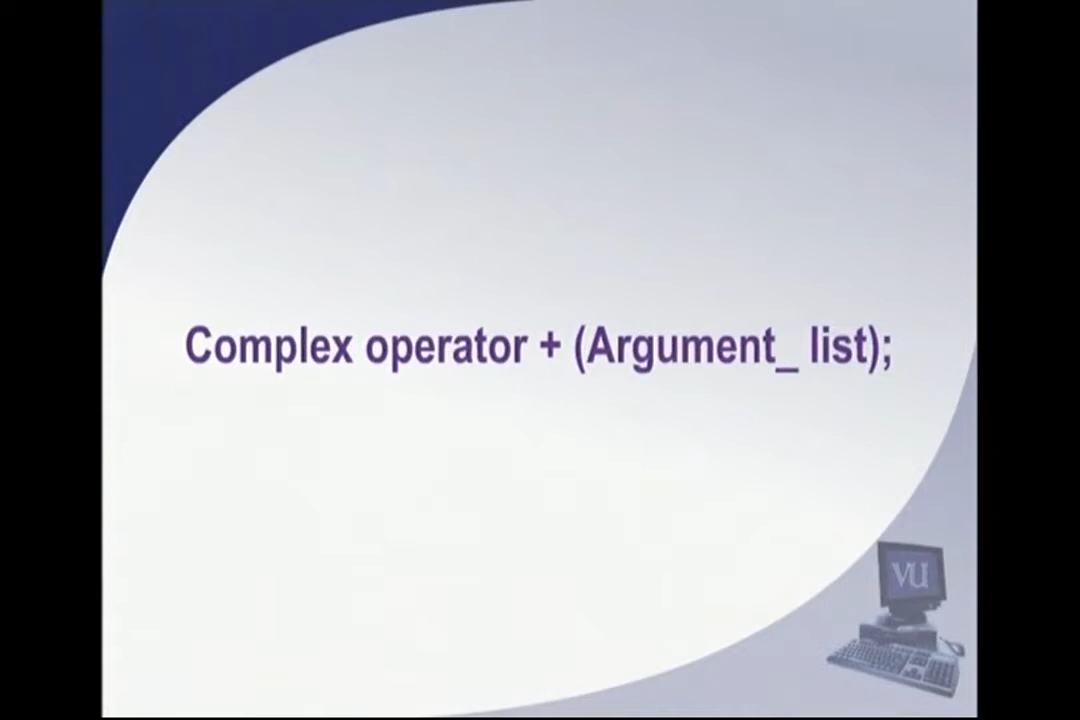 Complex operator + (Argument_ list);
VU